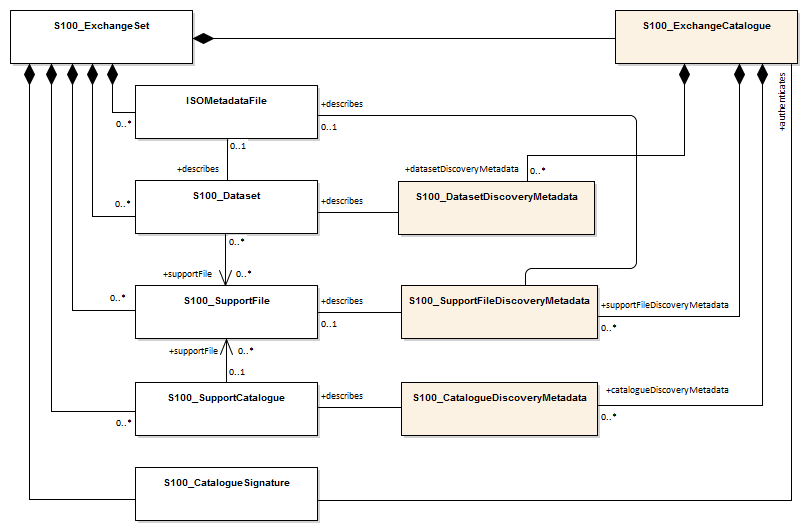 S100_ExchangeSet
S100_ExchangeCatalogue
+authenticates
ISOMetadataFile
+describes
0..*
0..1
0..1
+describes
+datasetDiscoveryMetadata
0..*
S100_Dataset
S100_DatasetDiscoveryMetadata
+describes
0..*
0..*
+supportFile
0..*
S100_SupportFile
S100_SupportFileDiscoveryMetadata
+describes
+supportFileDiscoveryMetadata
0..*
0..1
0..*
+supportFile
0..*
0..1
S100_SupportCatalogue
S100_CatalogueDiscoveryMetadata
+describes
+catalogueDiscoveryMetadata
0..*
0..*
S100_CatalogueSignature